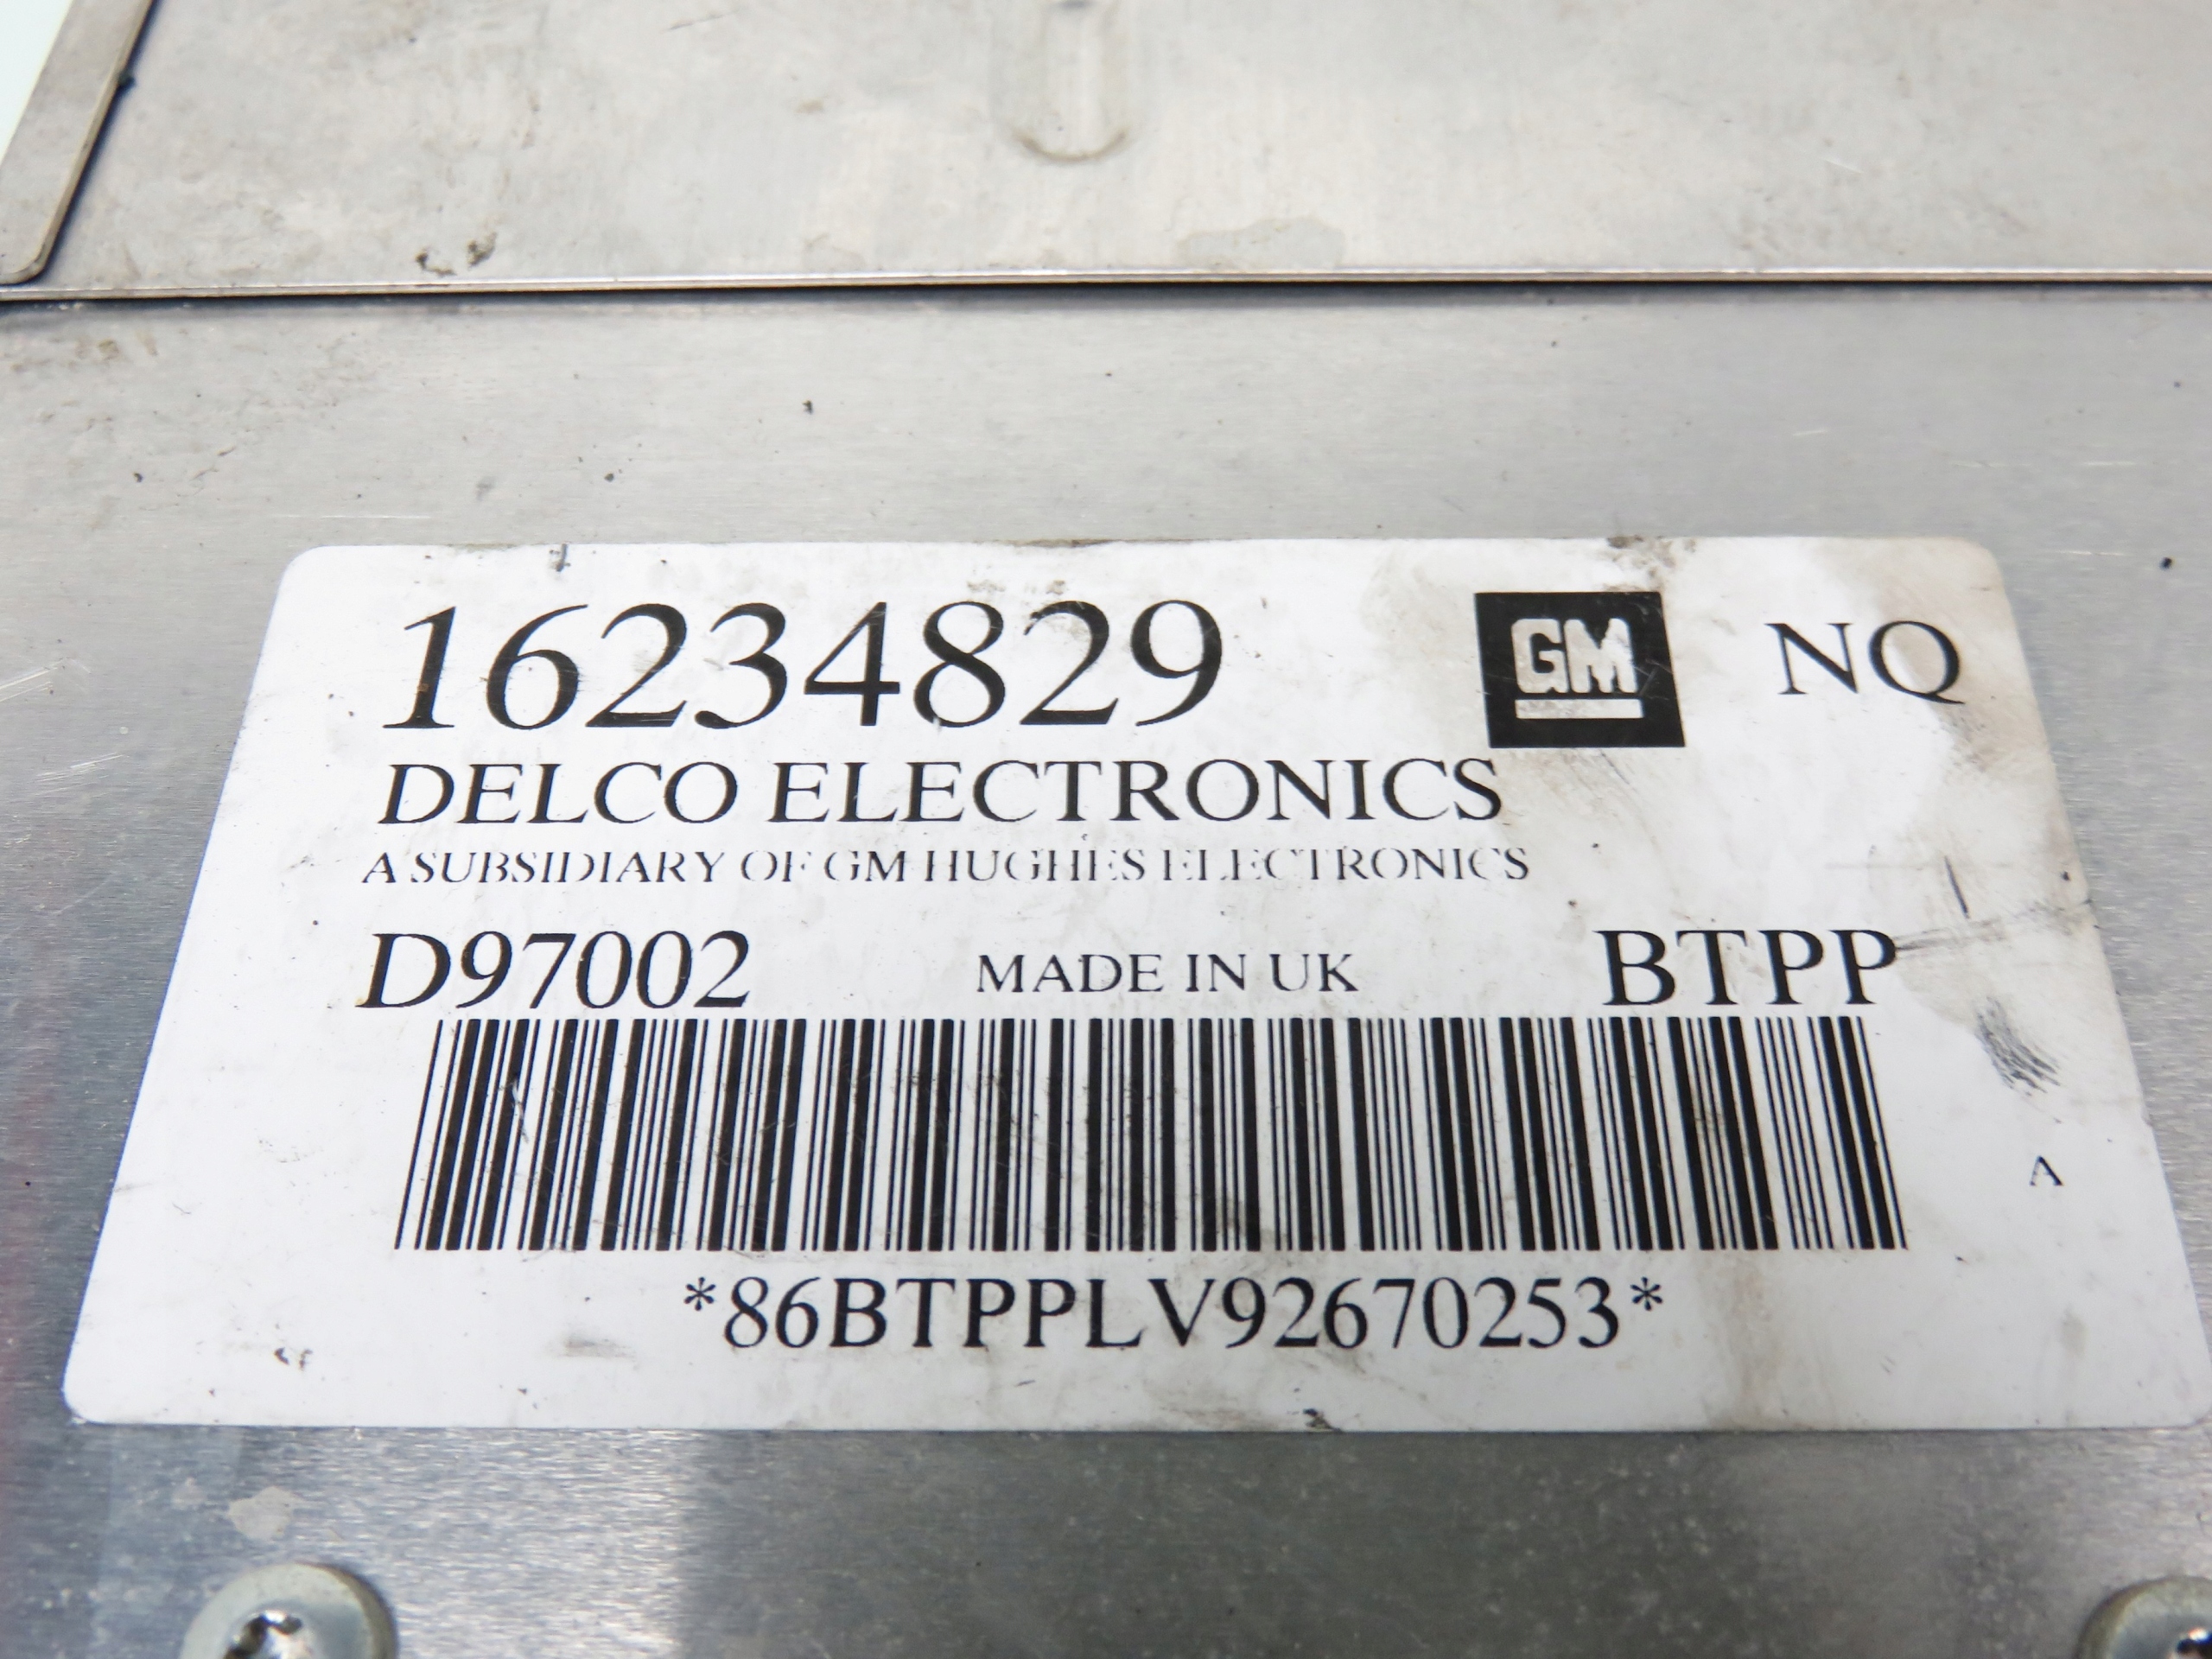 16234829 GM NQ
DELCO ELECTRONICS
A SUBSIDIARY OF GM HUGHES ELECTRONICS
D97002 MADE IN UK BTPP
A
*86BTPPLV92670253*